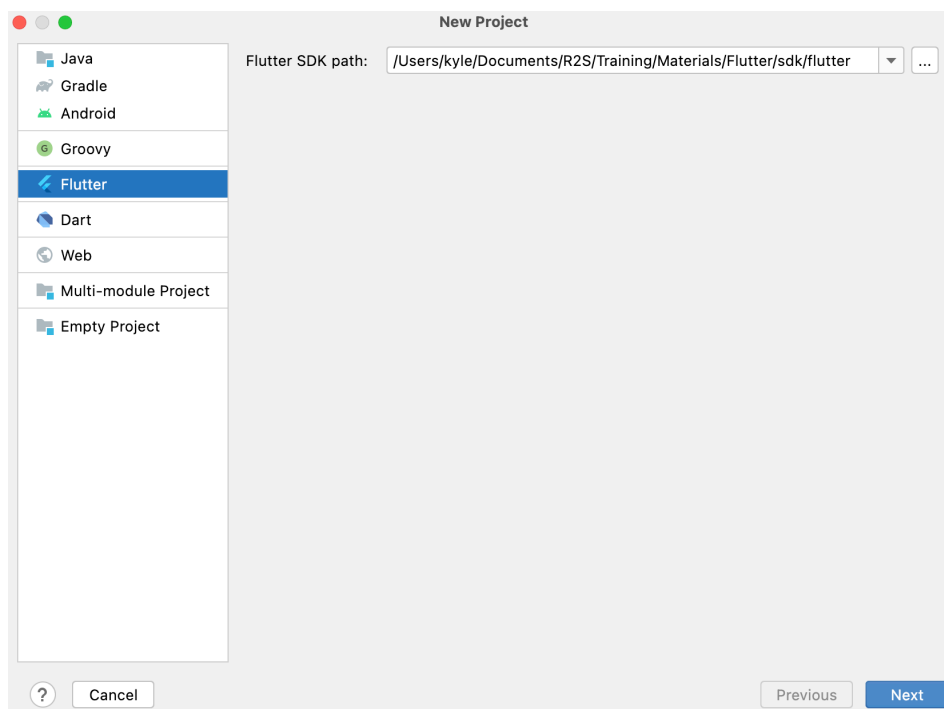 New Project
Java
Gradle
Android
G Groovy
Flutter
Dart
Web
Multi-module Project
Empty Project
Flutter SDK path: /Users/kyle/Documents/R2S/Training/Materials/Flutter/sdk/flutter ...
? Cancel Previous Next